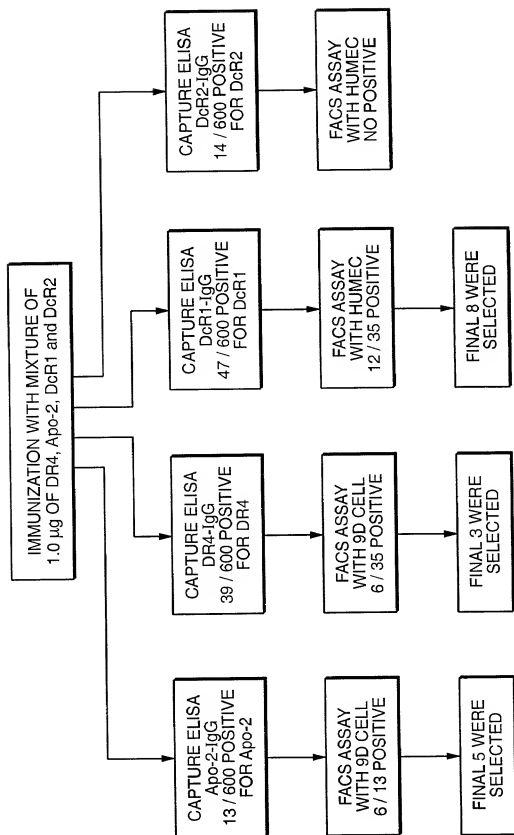 IMMUNIZATION WITH MIXTURE OF
1.0 µg OF DR4, Apo-2, DcR1 and DcR2
CAPTURE ELISA
Apo-2-IgG
13 / 600 POSITIVE
FOR Apo-2
CAPTURE ELISA
DR4-IgG
39 / 600 POSITIVE
FOR DR4
CAPTURE ELISA
DcR1-IgG
47 / 600 POSITIVE
FOR DcR1
CAPTURE ELISA
DcR2-IgG
14 / 600 POSITIVE
FOR DcR2
FACS ASSAY
WITH 9D CELL
6 / 13 POSITIVE
FACS ASSAY
WITH 9D CELL
6 / 35 POSITIVE
FACS ASSAY
WITH HUMEC
12 / 35 POSITIVE
FACS ASSAY
WITH HUMEC
NO POSITIVE
FINAL 5 WERE
SELECTED
FINAL 3 WERE
SELECTED
FINAL 8 WERE
SELECTED